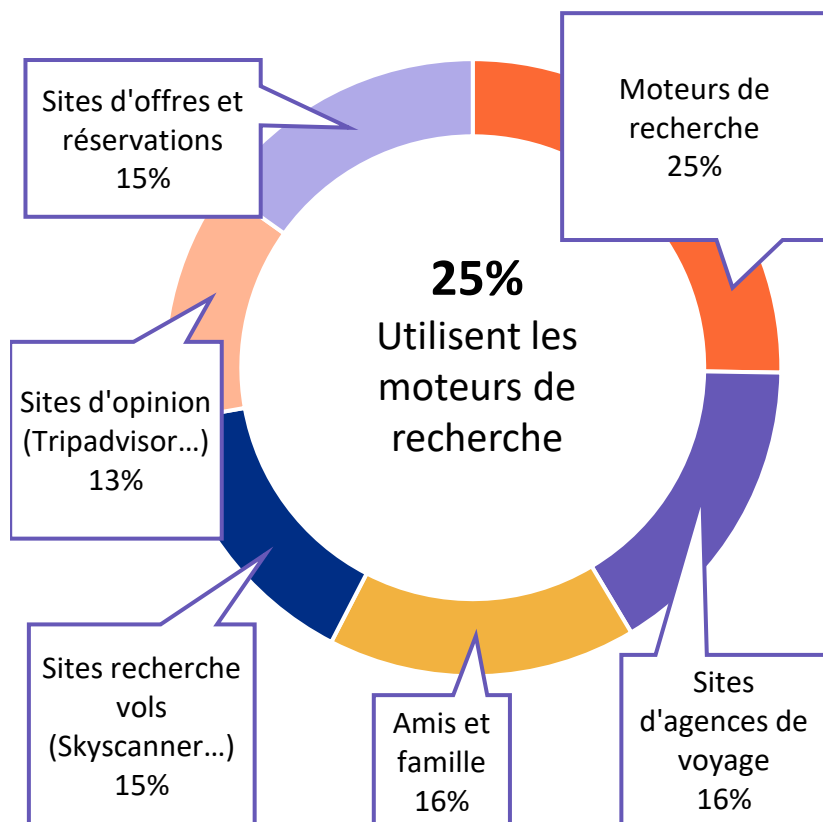 Sites d'offres et
réservations
15%
Moteurs de
recherche
25%
25%
Utilisent les
moteurs de
recherche
Sites d'opinion
(Tripadvisor...)
13%
Sites recherche
vols
(Skyscanner...)
15%
Amis et
famille
16%
Sites
d'agences de
voyage
16%